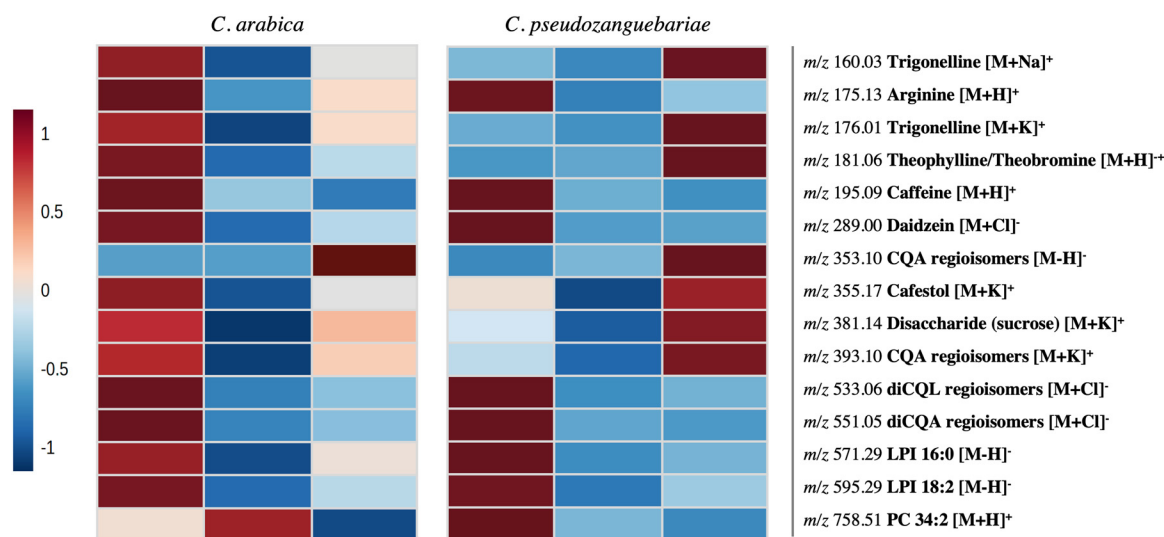 C. arabica
C. pseudozanguebariae
m/z 160.03 Trigonelline [M+Na]⁺
m/z 175.13 Arginine [M+H]⁺
m/z 176.01 Trigonelline [M+K]⁺
m/z 181.06 Theophylline/Theobromine [M+H]⁻⁺
m/z 195.09 Caffeine [M+H]⁺
m/z 289.00 Daidzein [M+Cl]⁻
m/z 353.10 CQA regioisomers [M-H]⁻
m/z 355.17 Cafestol [M+K]⁺
m/z 381.14 Disaccharide (sucrose) [M+K]⁺
m/z 393.10 CQA regioisomers [M+K]⁺
m/z 533.06 diCQL regioisomers [M+Cl]⁻
m/z 551.05 diCQA regioisomers [M+Cl]⁻
m/z 571.29 LPI 16:0 [M-H]⁻
m/z 595.29 LPI 18:2 [M-H]⁻
m/z 758.51 PC 34:2 [M+H]⁺
1
0.5
0
-0.5
-1